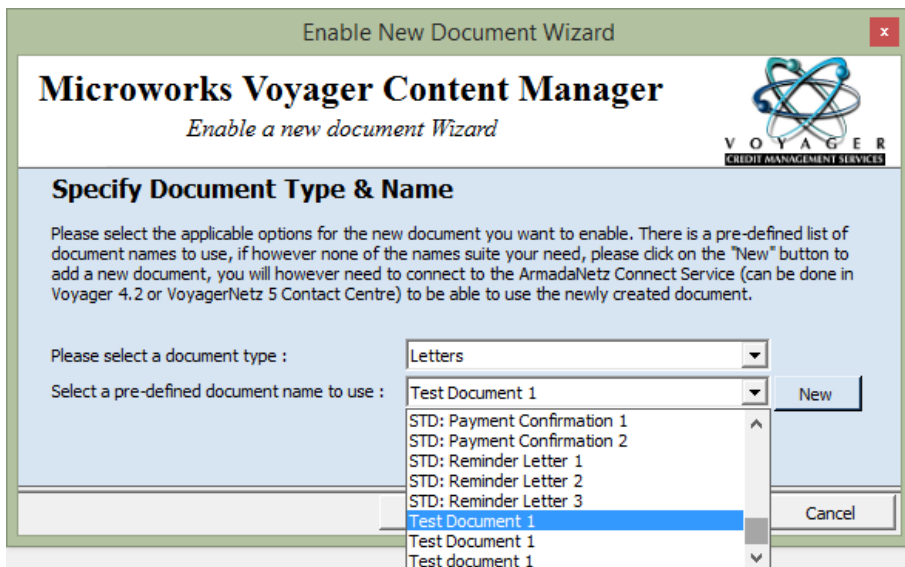 Enable New Document Wizard
x
Microworks Voyager Content Manager
Enable a new document Wizard
VOYAGER
CREDIT MANAGEMENT SERVICES
Specify Document Type & Name
Please select the applicable options for the new document you want to enable. There is a pre-defined list of
document names to use, if however none of the names suite your need, please click on the "New" button to
add a new document, you will however need to connect to the ArmadaNetz Connect Service (can be done in
Voyager 4.2 or VoyagerNetz 5 Contact Centre) to be able to use the newly created document.
Please select a document type :
Letters
Select a pre-defined document name to use :
Test Document 1
New
STD: Payment Confirmation 1
STD: Payment Confirmation 2
STD: Reminder Letter 1
STD: Reminder Letter 2
STD: Reminder Letter 3
Test Document 1
Test Document 1
Test document 1
Cancel